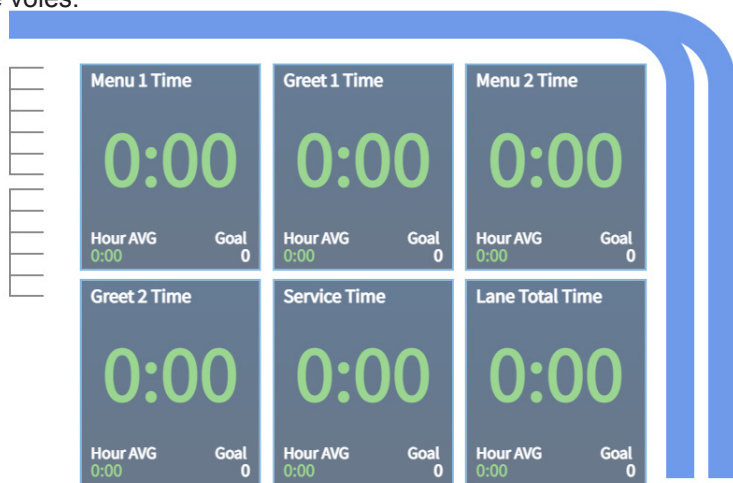 voies.
Menu 1 Time
0:00
Hour AVG Goal
0:00 0
Greet 1 Time
0:00
Hour AVG Goal
0:00 0
Menu 2 Time
0:00
Hour AVG Goal
0:00 0
Greet 2 Time
0:00
Hour AVG Goal
0:00 0
Service Time
0:00
Hour AVG Goal
0:00 0
Lane Total Time
0:00
Hour AVG Goal
0:00 0